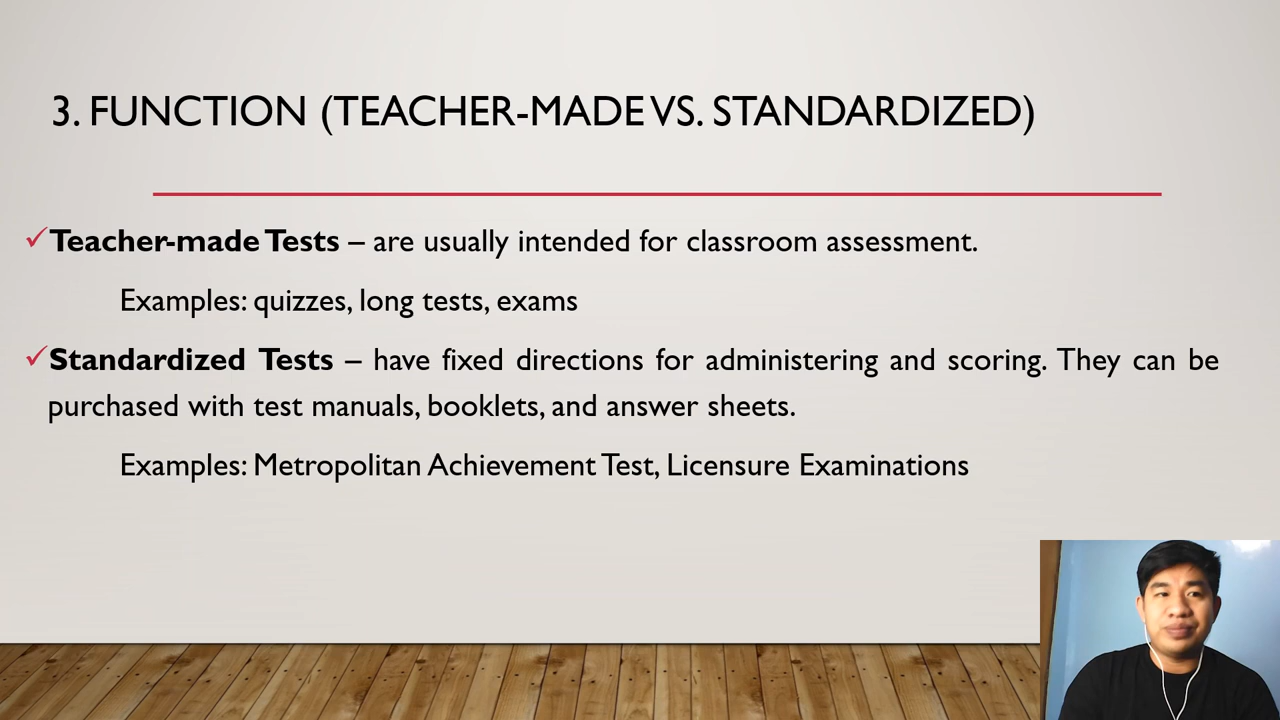 3. FUNCTION (TEACHER-MADE VS. STANDARDIZED)
Teacher-made Tests – are usually intended for classroom assessment.
Examples: quizzes, long tests, exams
Standardized Tests – have fixed directions for administering and scoring. They can be
purchased with test manuals, booklets, and answer sheets.
Examples: Metropolitan Achievement Test, Licensure Examinations